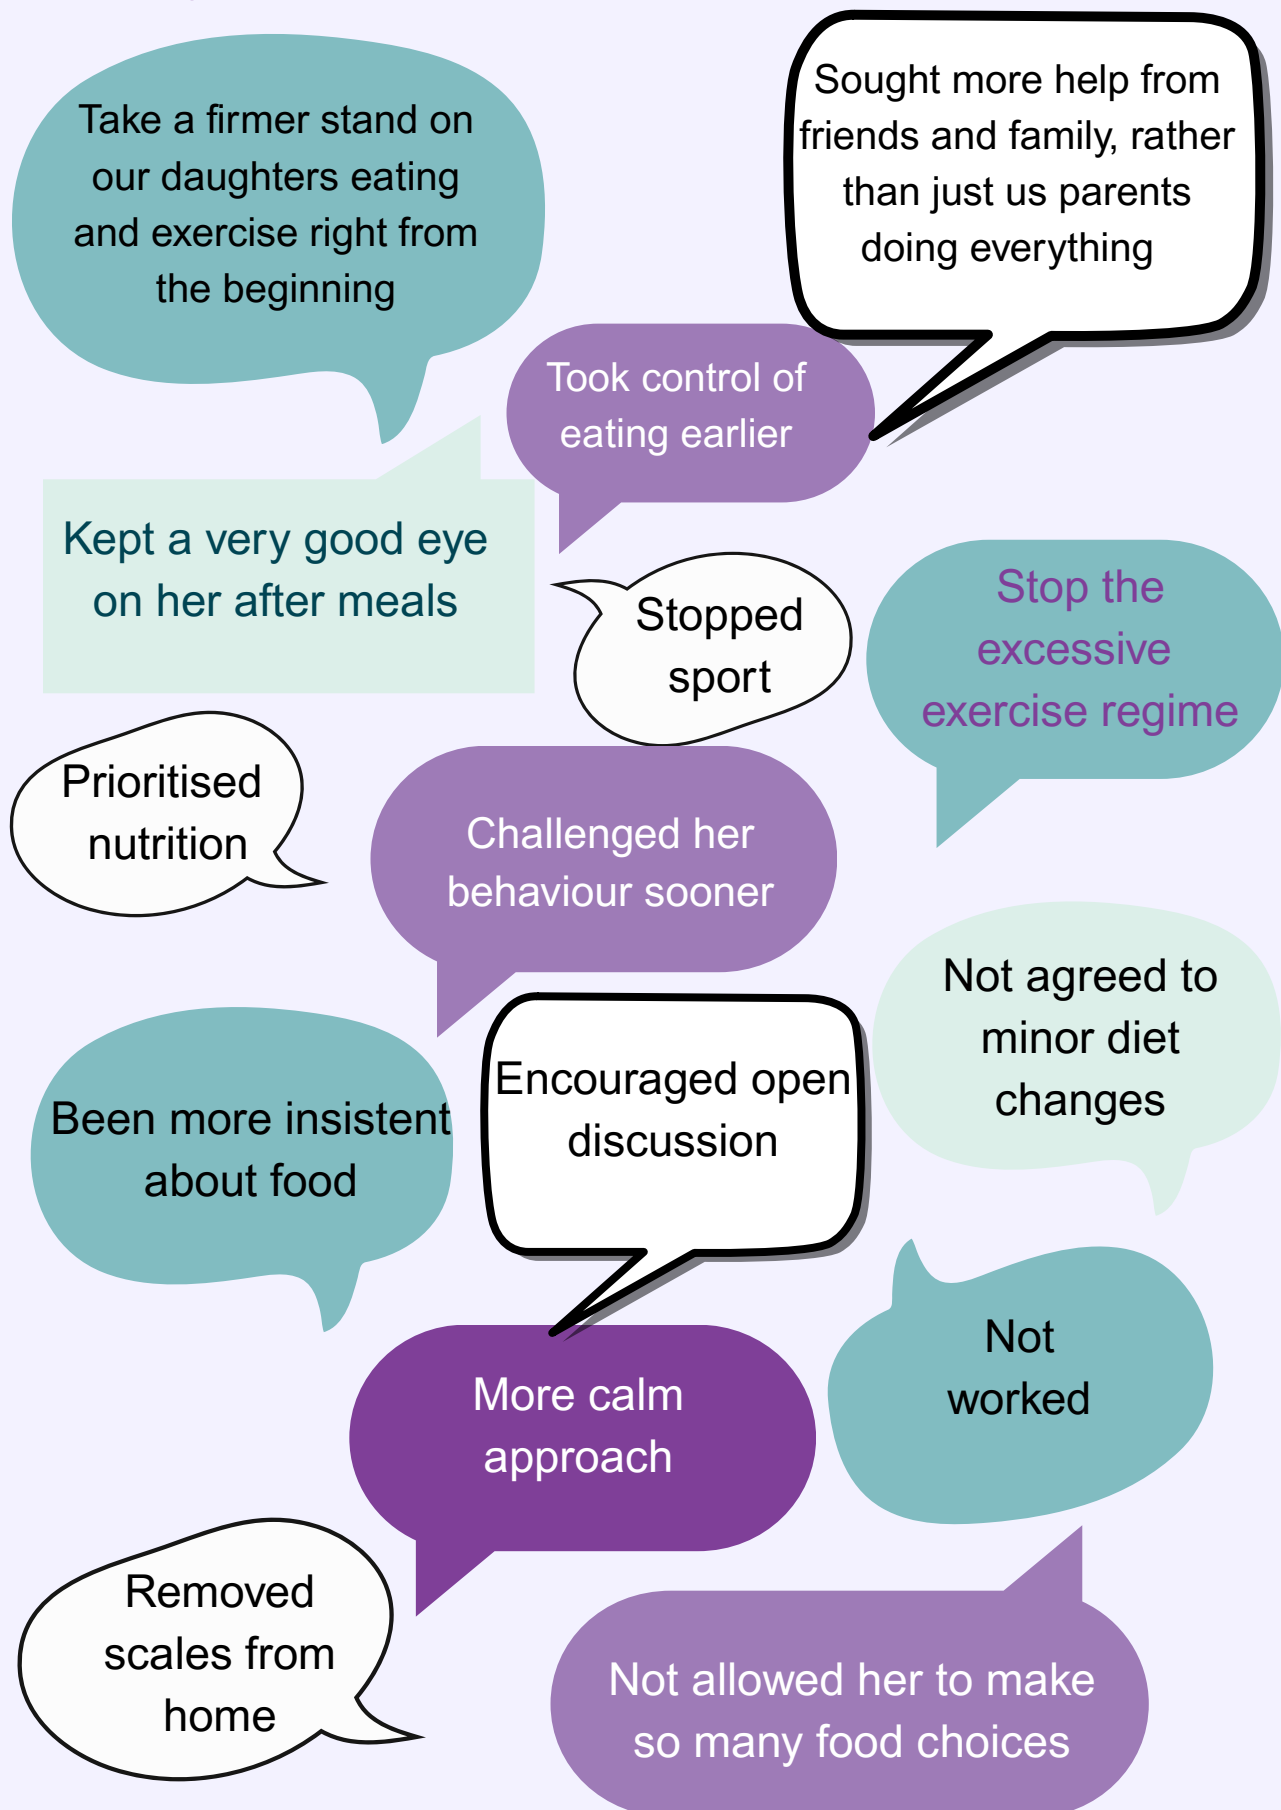 Take a firmer stand on
our daughters eating
and exercise right from
the beginning
Sought more help from
friends and family, rather
than just us parents
doing everything
Took control of
eating earlier
Kept a very good eye
on her after meals
Stopped
sport
Stop the
excessive
exercise regime
Prioritised
nutrition
Challenged her
behaviour sooner
Not agreed to
minor diet
changes
Been more insistent
about food
Encouraged open
discussion
Not
worked
More calm
approach
Removed
scales from
home
Not allowed her to make
so many food choices